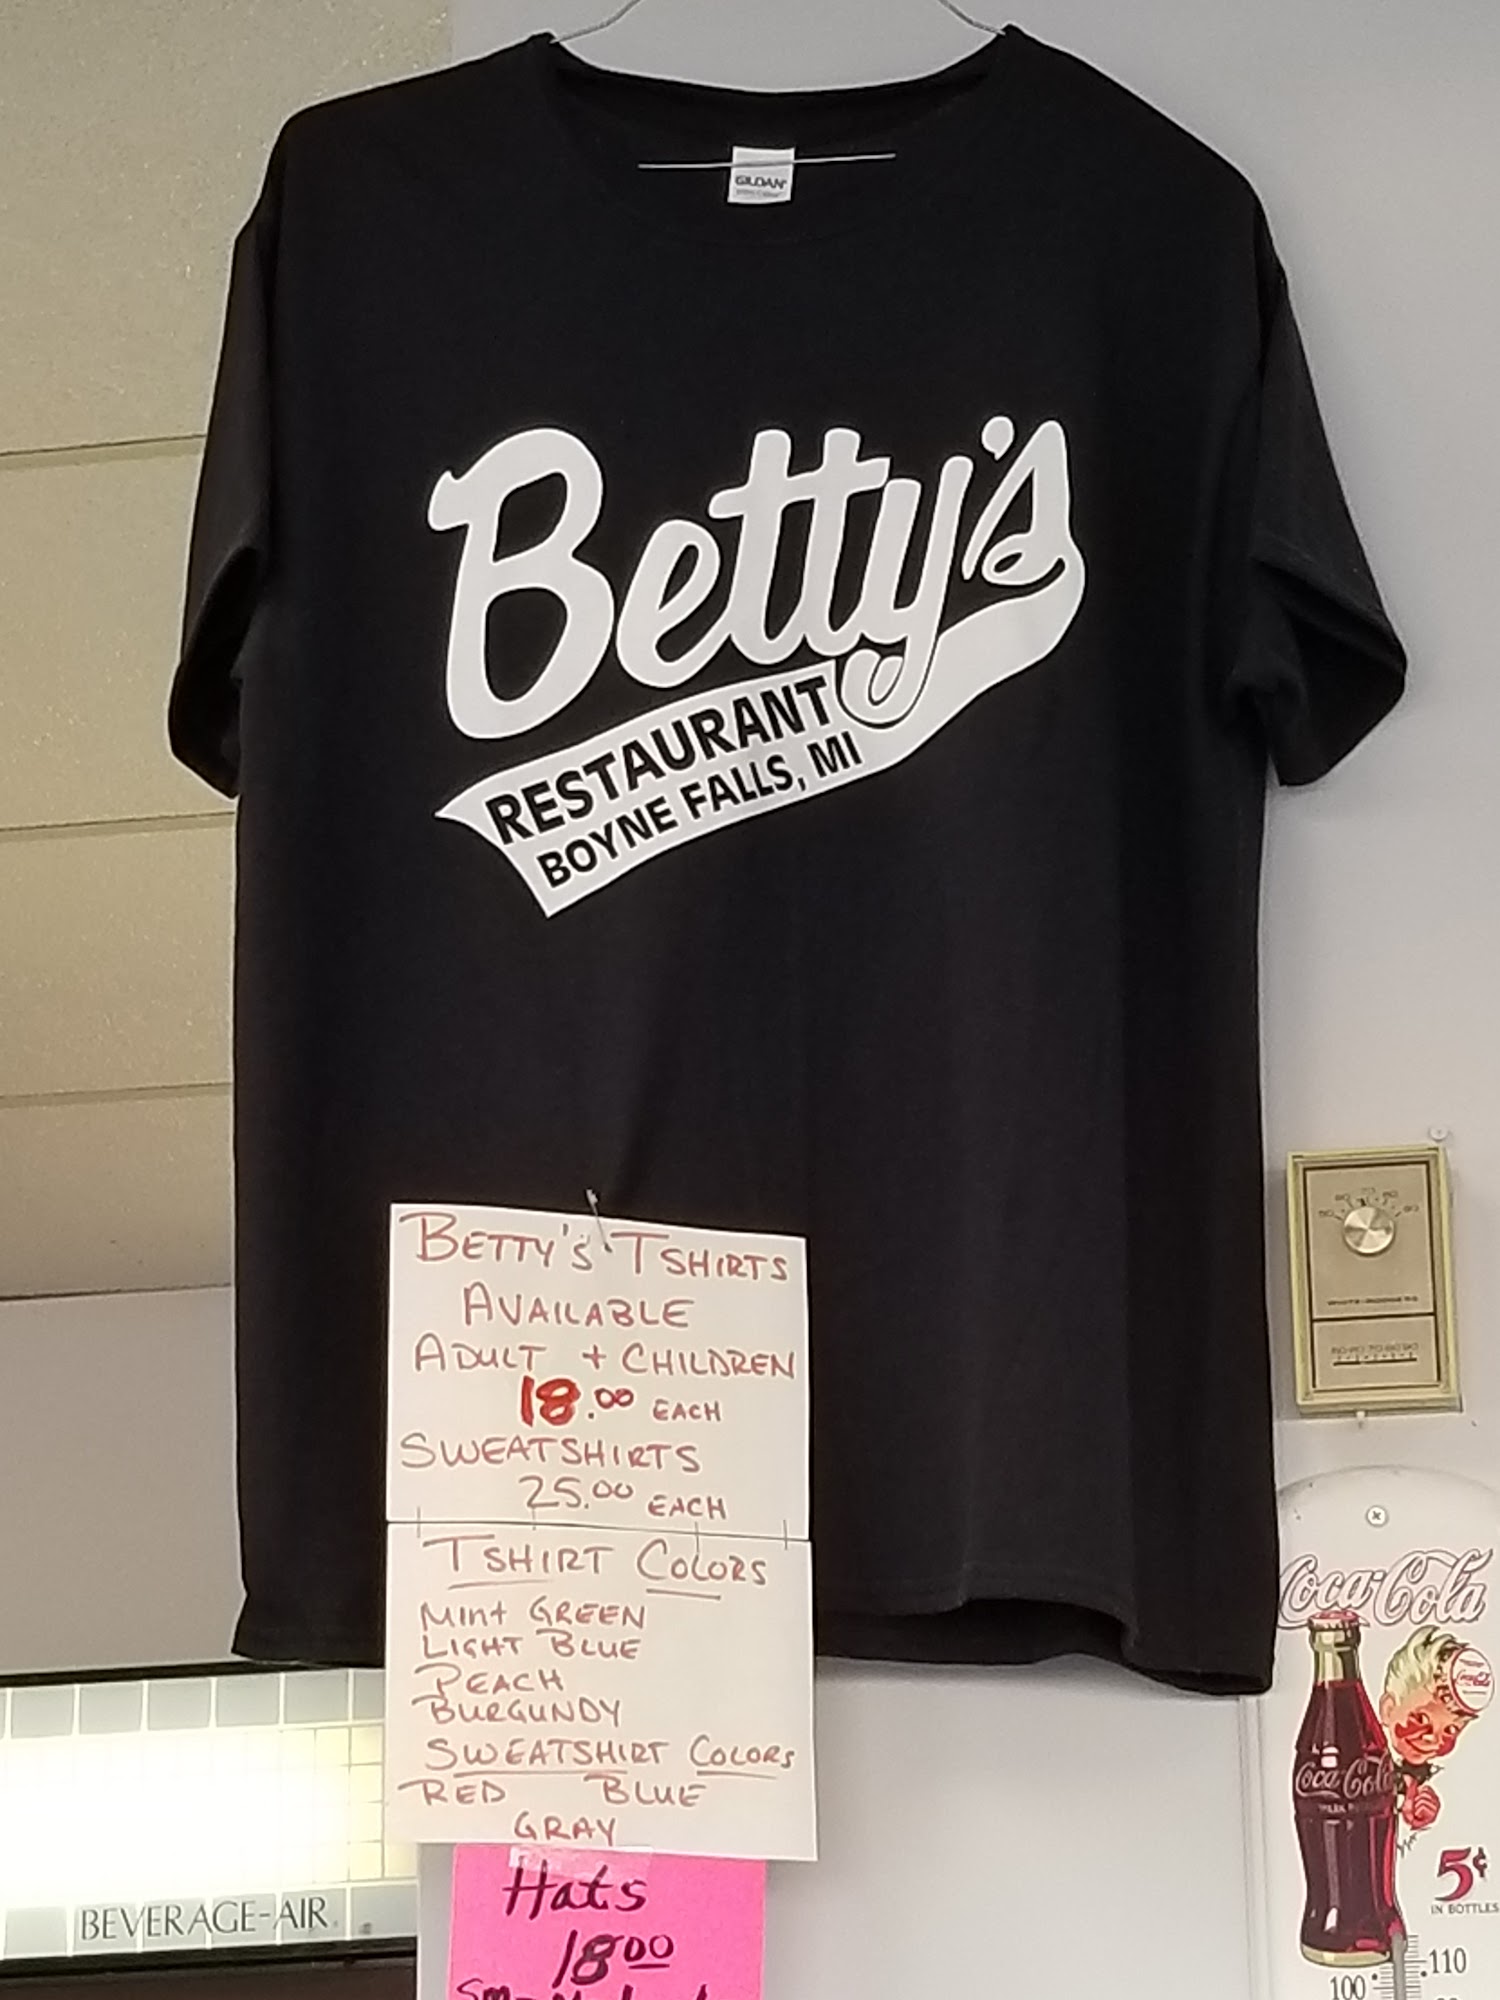 GILDAN
Betty's
RESTAURANT
BOYNE FALLS, MI
BETTY'S TSHIRTS
AVAILABLE
ADULT + CHILDREN
18.00 EACH
SWEATSHIRTS
25.00 EACH
TSHIRT COLORS
MINT GREEN
LIGHT BLUE
PEACH
BURGUNDY
SWEATSHIRT COLORS
RED BLUE
GRAY
Hats
18 00
BEVERAGE-AIR
Coca-Cola
Coca-Cola
5¢
IN BOTTLES
110
100